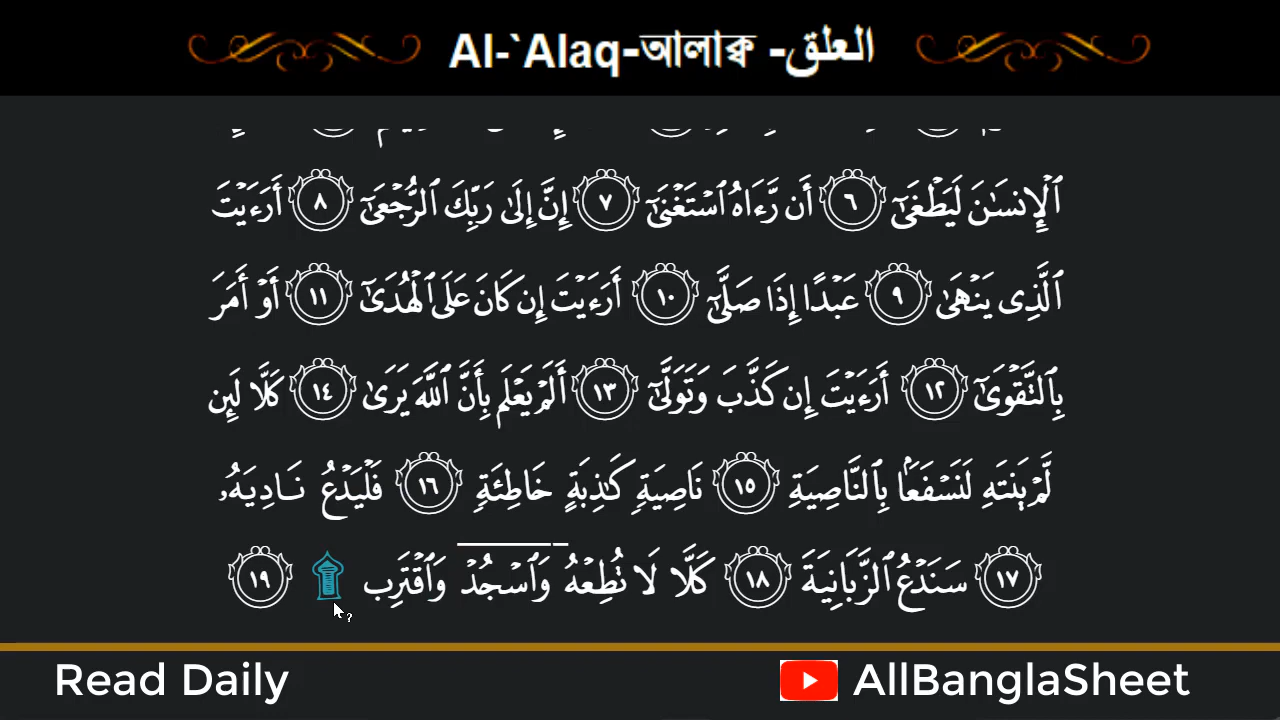 Al-`Alaq-আলাক্ব -العلق
ٱلْإِنسَـٰنَ لَيَطْغَىٰٓ ٦ أَن رَّءَاهُ ٱسْتَغْنَىٰٓ ٧ إِنَّ إِلَىٰ رَبِّكَ ٱلرُّجْعَىٰٓ ٨ أَرَءَيْتَ
ٱلَّذِى يَنْهَىٰ ٩ عَبْدًا إِذَا صَلَّىٰٓ ١٠ أَرَءَيْتَ إِن كَانَ عَلَى ٱلْهُدَىٰٓ ١١ أَوْ أَمَرَ
بِٱلتَّقْوَىٰٓ ١٢ أَرَءَيْتَ إِن كَذَّبَ وَتَوَلَّىٰٓ ١٣ أَلَمْ يَعْلَم بِأَنَّ ٱللَّهَ يَرَىٰ ١٤ كَلَّا لَئِن
لَّمْ يَنتَهِ لَنَسْفَعًۢا بِٱلنَّاصِيَةِ ١٥ نَاصِيَةٍ كَـٰذِبَةٍ خَاطِئَةٍ ١٦ فَلْيَدْعُ نَادِيَهُۥ
١٧ سَنَدْعُ ٱلزَّبَانِيَةَ ١٨ كَلَّا لَا تُطِعْهُ وَٱسْجُدْ وَٱقْتَرِب ۩ ١٩
Read Daily
AllBanglaSheet